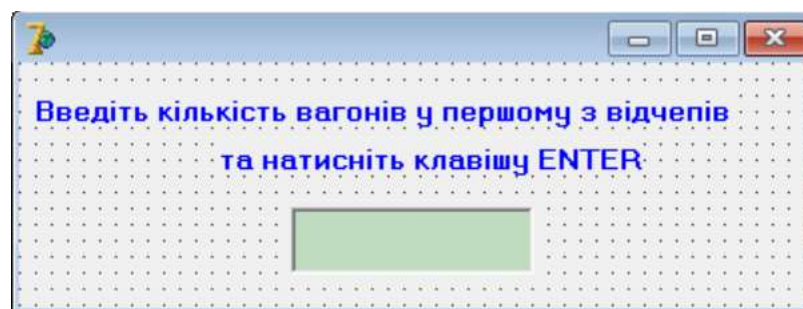 Введіть кількість вагонів у першому з відчепів
та натисніть клавішу ENTER